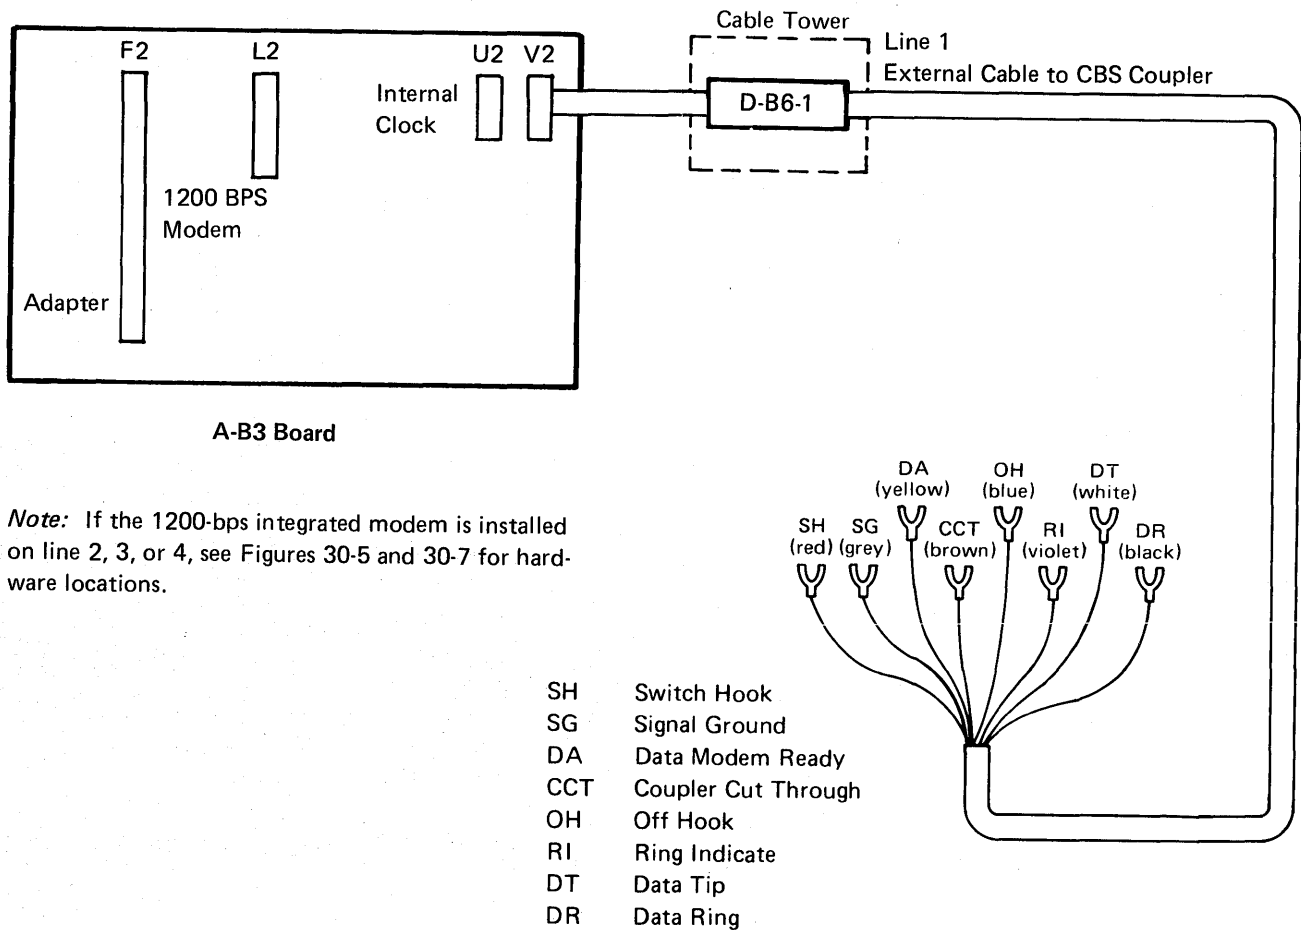 Cable Tower
F2
L2
U2 V2
Line 1
External Cable to CBS Coupler
Internal
Clock
D-B6-1
1200 BPS
Modem
Adapter
A-B3 Board
Note: If the 1200-bps integrated modem is installed
on line 2, 3, or 4, see Figures 30-5 and 30-7 for hard-
ware locations.
DA
(yellow)
OH
(blue)
DT
(white)
SH
(red)
SG
(grey)
CCT
(brown)
RI
(violet)
DR
(black)
SH Switch Hook
SG Signal Ground
DA Data Modem Ready
CCT Coupler Cut Through
OH Off Hook
RI Ring Indicate
DT Data Tip
DR Data Ring